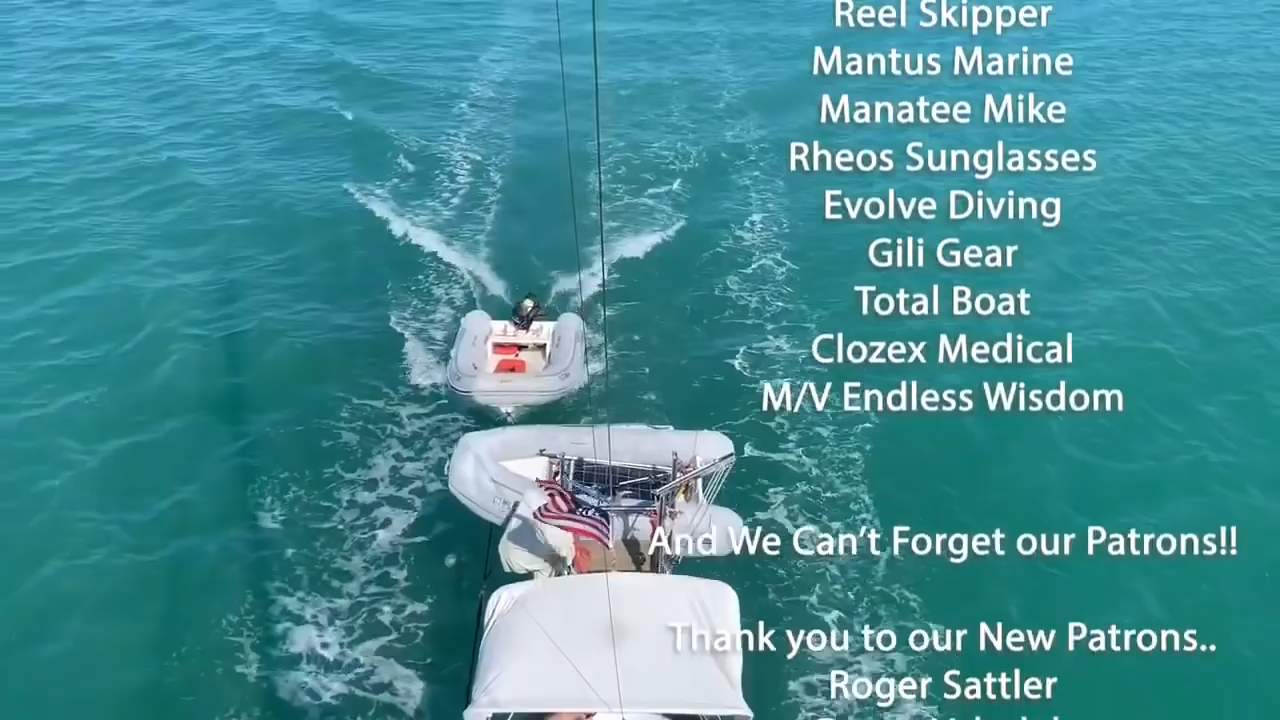 Reel Skipper
Mantus Marine
Manatee Mike
Rheos Sunglasses
Evolve Diving
Gili Gear
Total Boat
Clozex Medical
M/V Endless Wisdom
And We Can't Forget our Patrons!!
Thank you to our New Patrons..
Roger Sattler